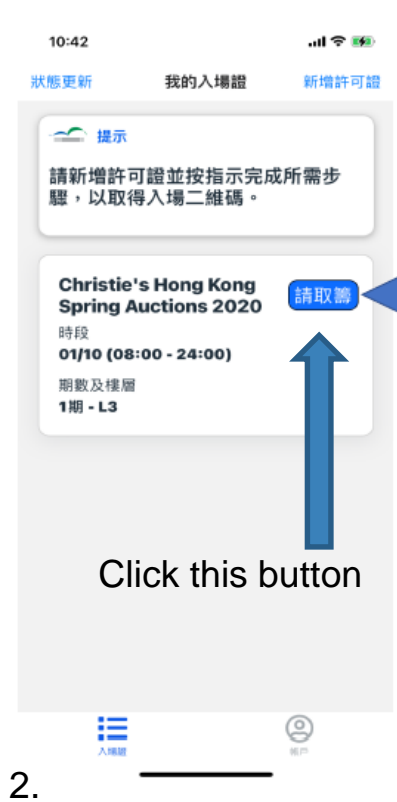 10:42
狀態更新 我的入場證 新增許可證
提示
請新增許可證並按指示完成所需步
驟，以取得入場二維碼。
Christie's Hong Kong
Spring Auctions 2020
請取籌
時段
01/10 (08:00 - 24:00)
期數及樓層
1期 - L3
Click this button
入場證 帳戶
2.